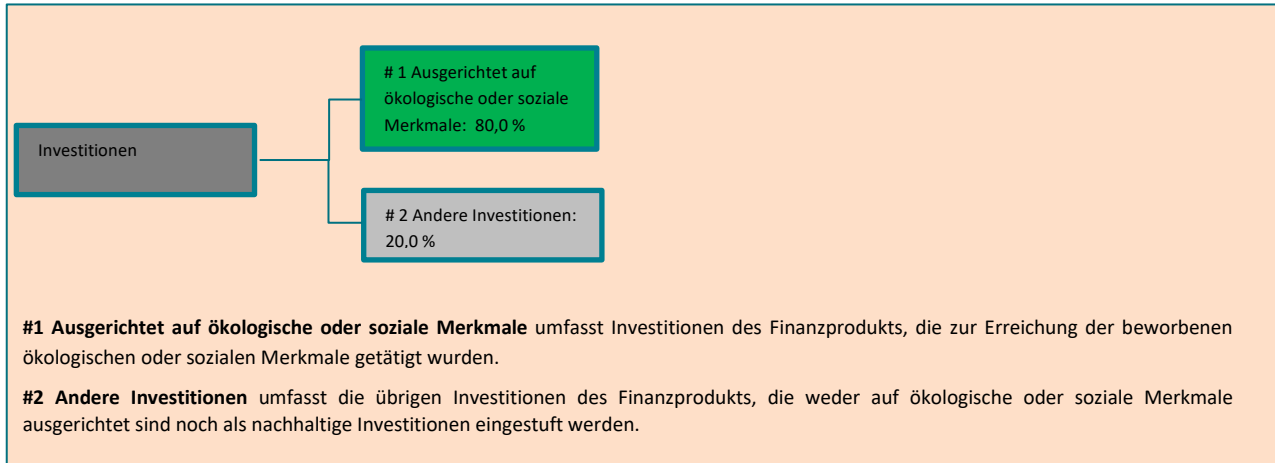 # 1 Ausgerichtet auf
ökologische oder soziale
Merkmale: 80,0 %
Investitionen
# 2 Andere Investitionen:
20,0 %
#1 Ausgerichtet auf ökologische oder soziale Merkmale umfasst Investitionen des Finanzprodukts, die zur Erreichung der beworbenen
ökologischen oder sozialen Merkmale getätigt wurden.
#2 Andere Investitionen umfasst die übrigen Investitionen des Finanzprodukts, die weder auf ökologische oder soziale Merkmale
ausgerichtet sind noch als nachhaltige Investitionen eingestuft werden.